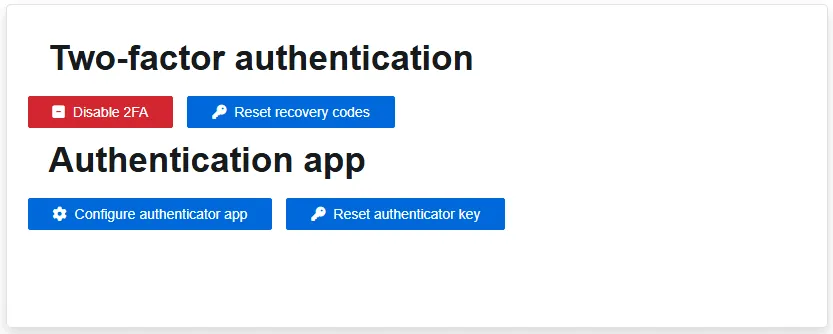 Two-factor authentication
Disable 2FA Reset recovery codes
Authentication app
Configure authenticator app Reset authenticator key